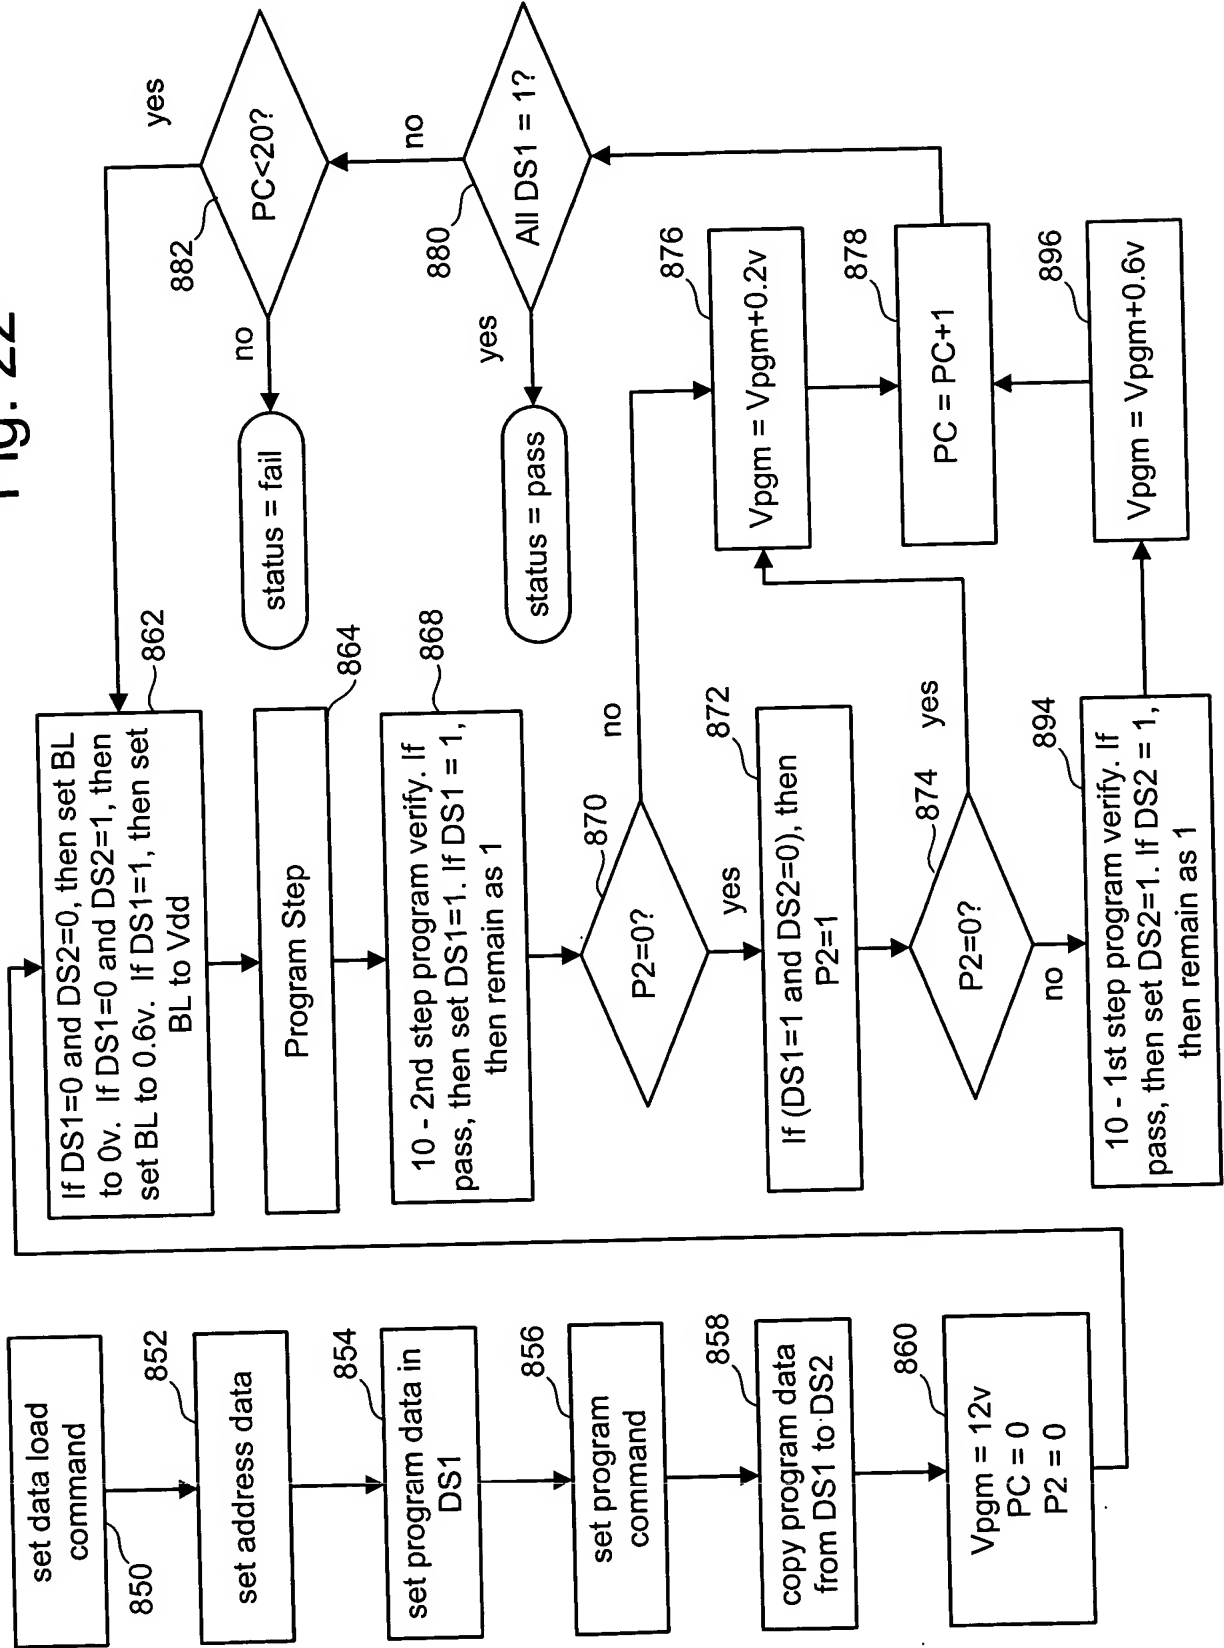 Fig. 22
set data load
command
850
852
set address data
854
set program data in
DS1
856
set program
command
858
copy program data
from DS1 to DS2
860
Vpgm = 12v
PC = 0
P2 = 0
862
If DS1=0 and DS2=0, then set BL
to 0v. If DS1=0 and DS2=1, then
set BL to 0.6v. If DS1=1, then set
BL to Vdd
864
Program Step
868
10 - 2nd step program verify. If
pass, then set DS1=1. If DS1 = 1,
then remain as 1
870
P2=0?
no
yes
872
If (DS1=1 and DS2=0), then
P2=1
874
P2=0?
yes
no
894
10 - 1st step program verify. If
pass, then set DS2=1. If DS2 = 1,
then remain as 1
876
Vpgm = Vpgm+0.2v
878
PC = PC+1
896
Vpgm = Vpgm+0.6v
880
All DS1 = 1?
yes
no
status = pass
882
PC<20?
yes
no
status = fail